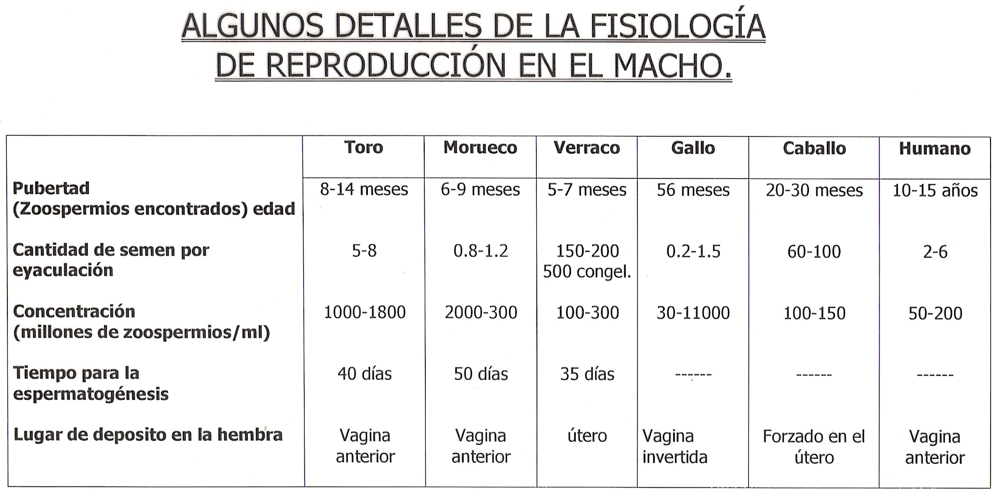 ALGUNOS DETALLES DE LA FISIOLOGÍA
DE REPRODUCCIÓN EN EL MACHO.
Toro Morueco Verraco Gallo Caballo Humano
Pubertad 8-14 meses 6-9 meses 5-7 meses 56 meses 20-30 meses 10-15 años
(Zoospermios encontrados) edad
Cantidad de semen por 5-8 0.8-1.2 150-200 0.2-1.5 60-100 2-6
eyaculación 500 congel.
Concentración 1000-1800 2000-300 100-300 30-11000 100-150 50-200
(millones de zoospermios/ml)
Tiempo para la 40 días 50 días 35 días ------ ------ ------
espermatogénesis
Lugar de deposito en la hembra Vagina Vagina útero Vagina Forzado en el Vagina
anterior anterior invertida útero anterior